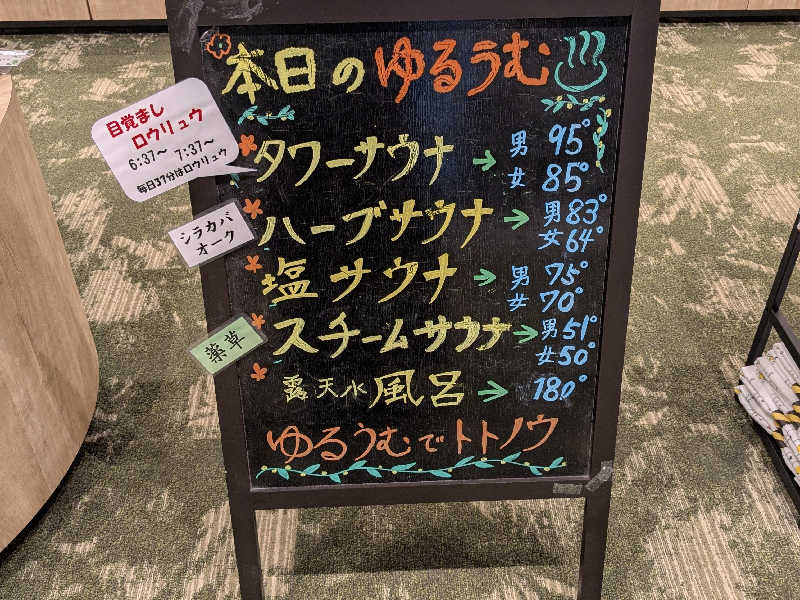 本日のゆるうむ
目覚まし
ロウリュウ
6:37〜 7:37〜
毎日37分はロウリュウ
タワーサウナ → 男 95°
女 85°
シラカバ
オーク
ハーブサウナ → 男 83°
女 64°
塩サウナ → 男 75°
女 70°
薬草
スチームサウナ → 男 51°
女 50°
露天水風呂 → 180°
ゆるうむでトトノウ